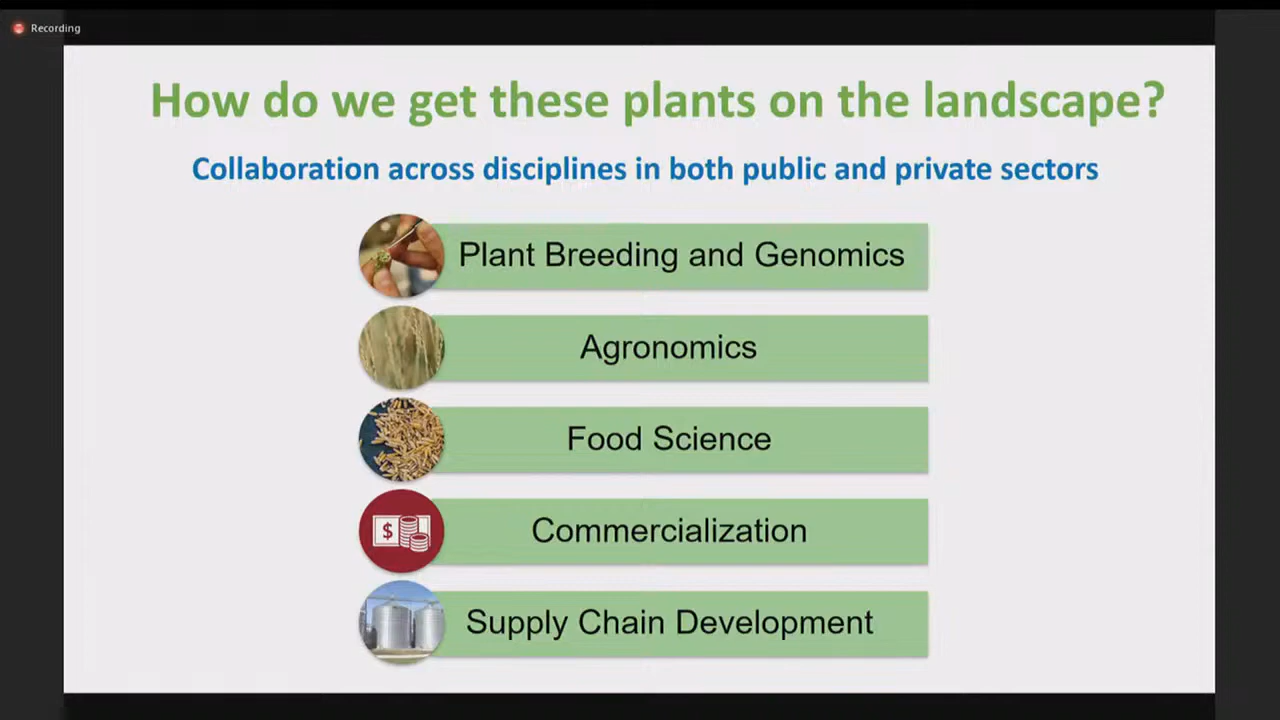 Recording
How do we get these plants on the landscape?
Collaboration across disciplines in both public and private sectors
Plant Breeding and Genomics
Agronomics
Food Science
$
Commercialization
Supply Chain Development